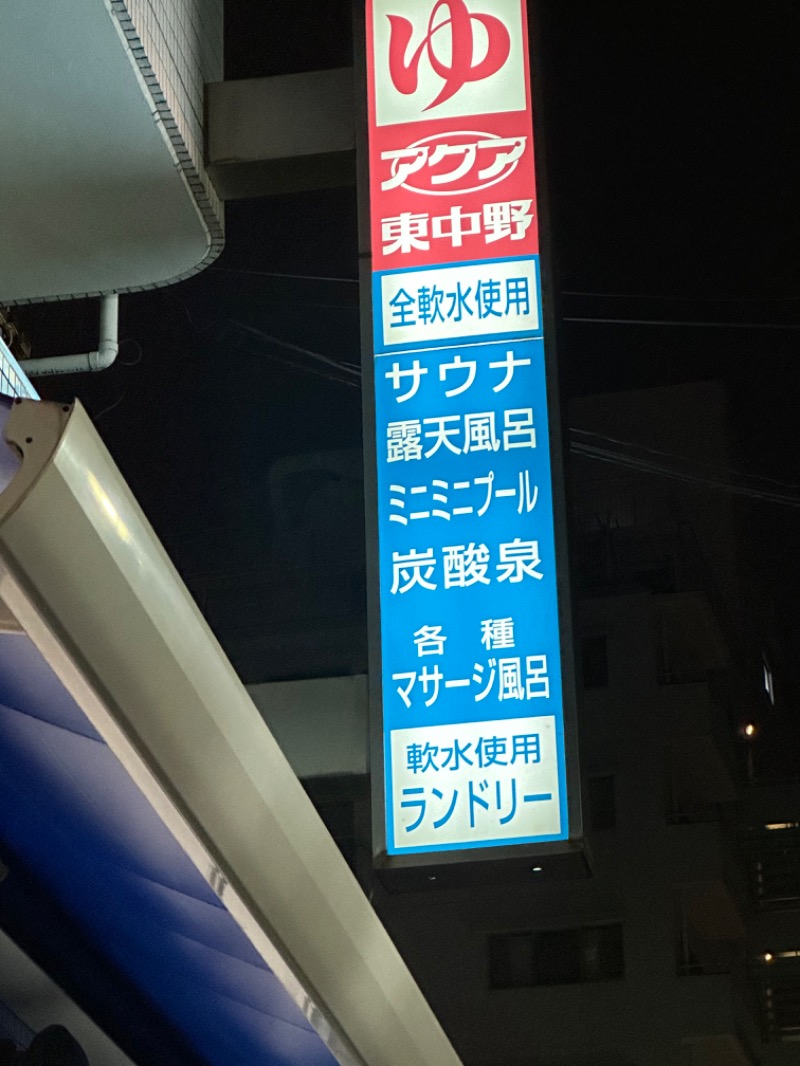 ゆ
アクア
東中野
全軟水使用
サウナ
露天風呂
ミニミニプール
炭酸泉
各種
マサージ風呂
軟水使用
ランドリー